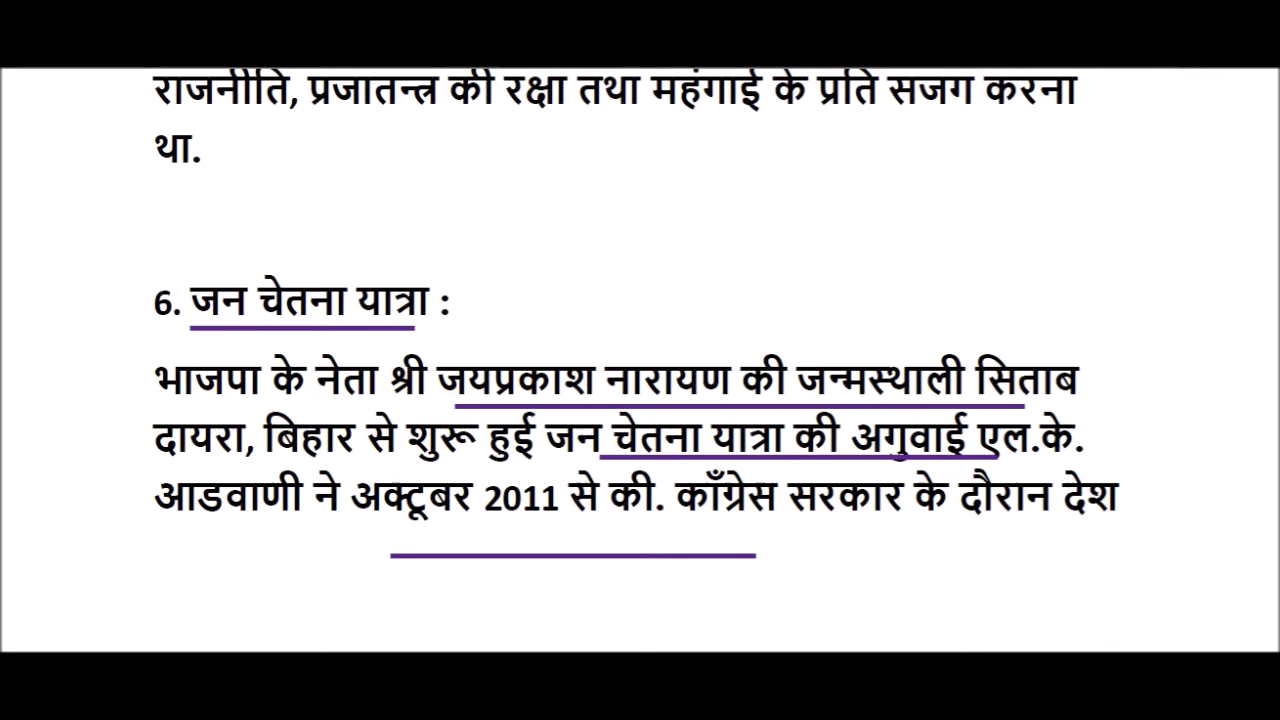 राजनीति, प्रजातन्त्र की रक्षा तथा महंगाई के प्रति सजग करना
था.
6. जन चेतना यात्रा :
भाजपा के नेता श्री जयप्रकाश नारायण की जन्मस्थाली सिताब
दायरा, बिहार से शुरू हुई जन चेतना यात्रा की अगुवाई एल.के.
आडवाणी ने अक्टूबर 2011 से की. काँग्रेस सरकार के दौरान देश